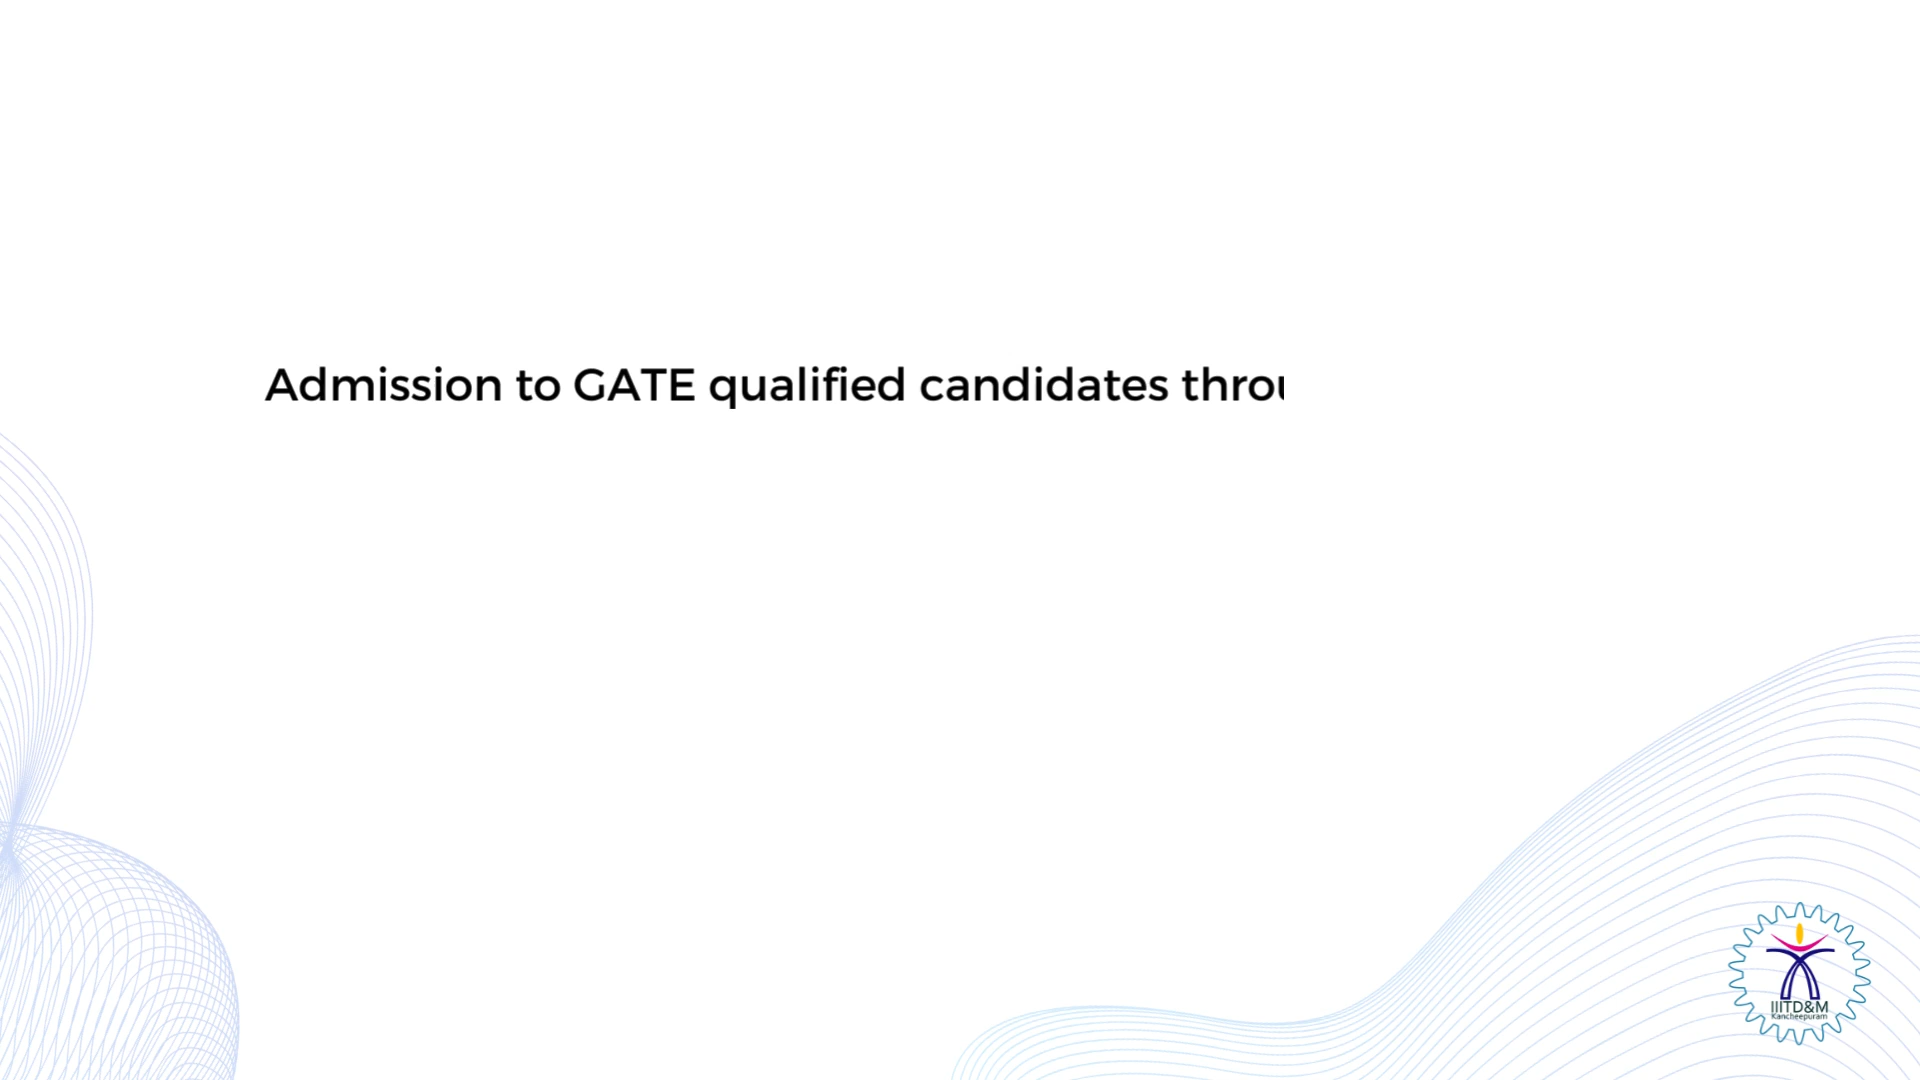 Admission to GATE qualified candidates throu
IIITD&M
Kancheepuram